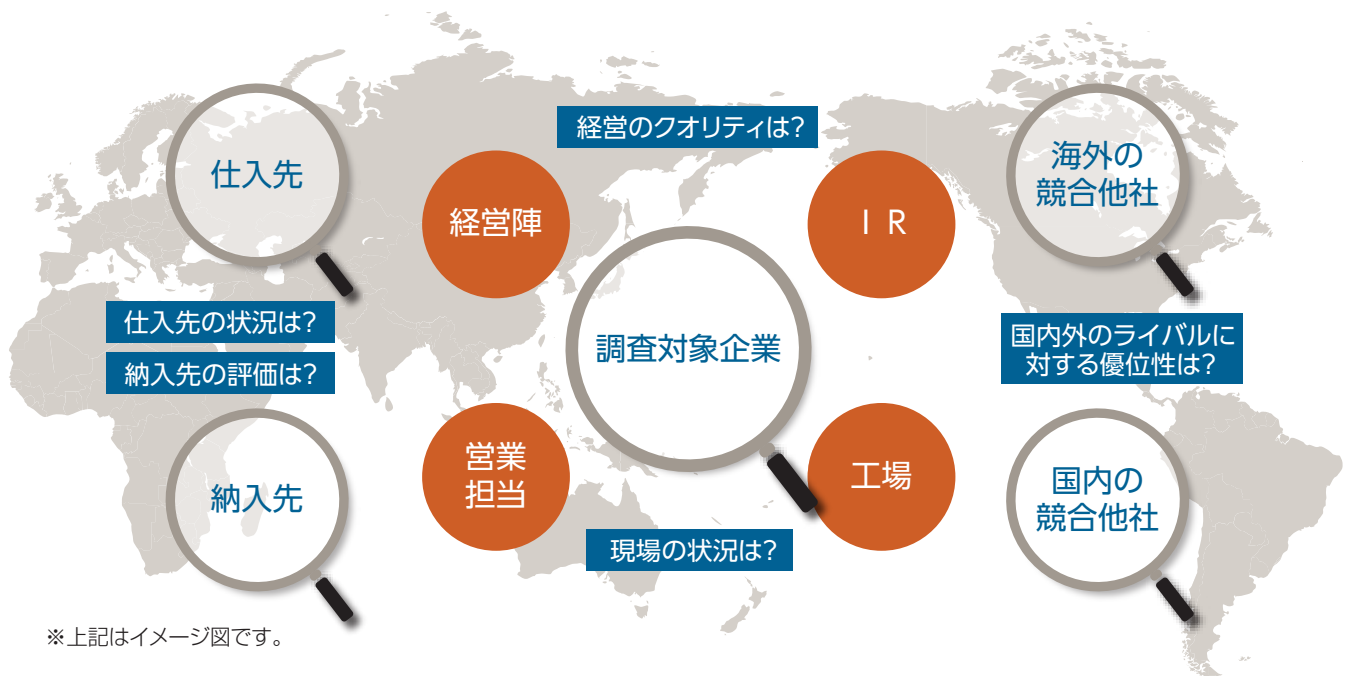 経営のクオリティは?
仕入先
経営陣
I R
海外の
競合他社
仕入先の状況は?
納入先の評価は?
調査対象企業
国内外のライバルに
対する優位性は?
納入先
営業
担当
工場
国内の
競合他社
現場の状況は?
※上記はイメージ図です。